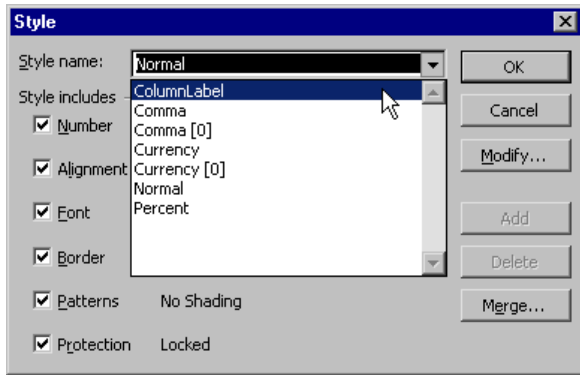 Style
Style name: Normal
OK
Style includes
ColumnLabel
Comma
Comma [0]
Currency
Currency [0]
Normal
Percent
Cancel
Number
Modify...
Alignment
Font
Add
Border
Delete
Patterns No Shading
Merge...
Protection Locked